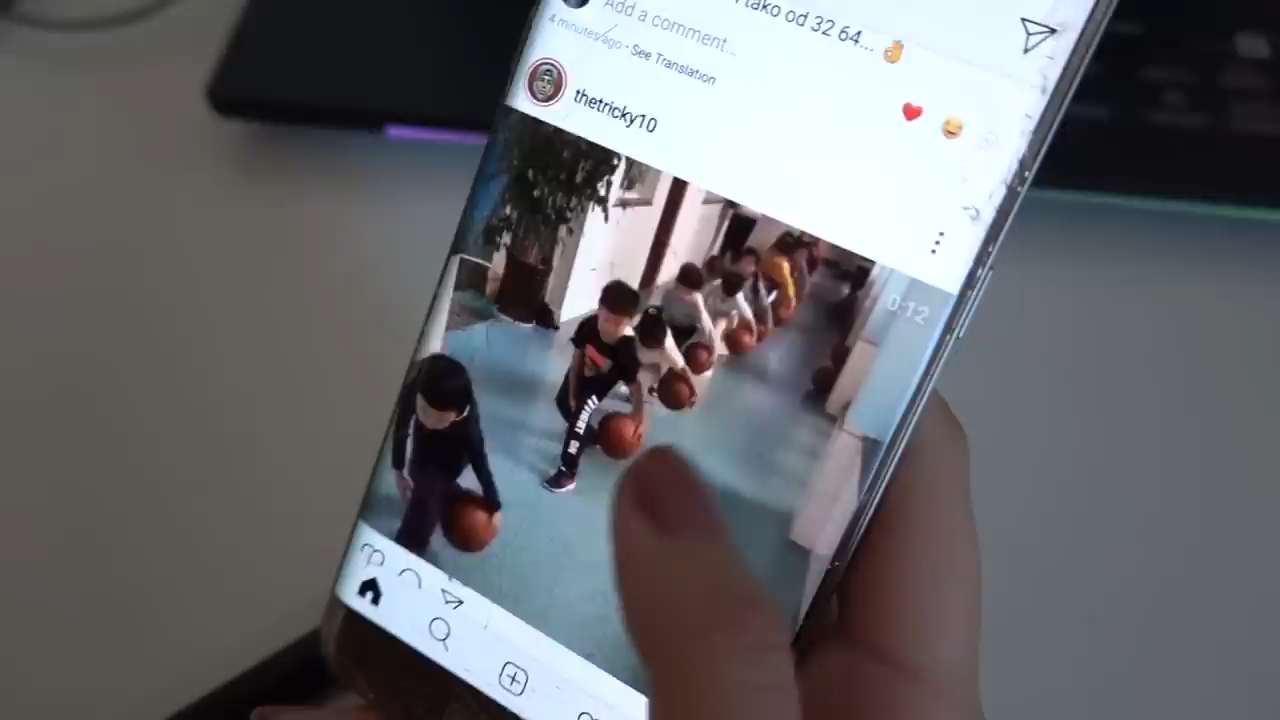 tako od 32 64...
Add a comment...
4 minutes ago · See Translation
thetricky10
0:12